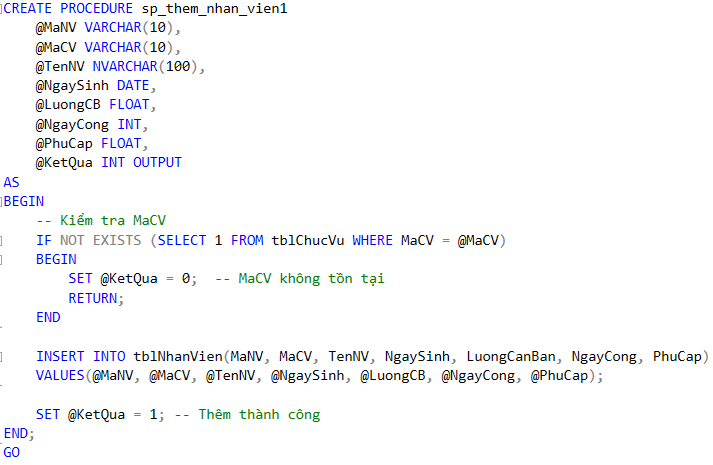 CREATE PROCEDURE sp_them_nhan_vien1
    @MaNV VARCHAR(10),
    @MaCV VARCHAR(10),
    @TenNV NVARCHAR(100),
    @NgaySinh DATE,
    @LuongCB FLOAT,
    @NgayCong INT,
    @PhuCap FLOAT,
    @KetQua INT OUTPUT
AS
BEGIN
    -- Kiểm tra MaCV
    IF NOT EXISTS (SELECT 1 FROM tblChucVu WHERE MaCV = @MaCV)
    BEGIN
        SET @KetQua = 0;  -- MaCV không tồn tại
        RETURN;
    END

    INSERT INTO tblNhanVien(MaNV, MaCV, TenNV, NgaySinh, LuongCanBan, NgayCong, PhuCap)
    VALUES(@MaNV, @MaCV, @TenNV, @NgaySinh, @LuongCB, @NgayCong, @PhuCap);

    SET @KetQua = 1; -- Thêm thành công
END;
GO